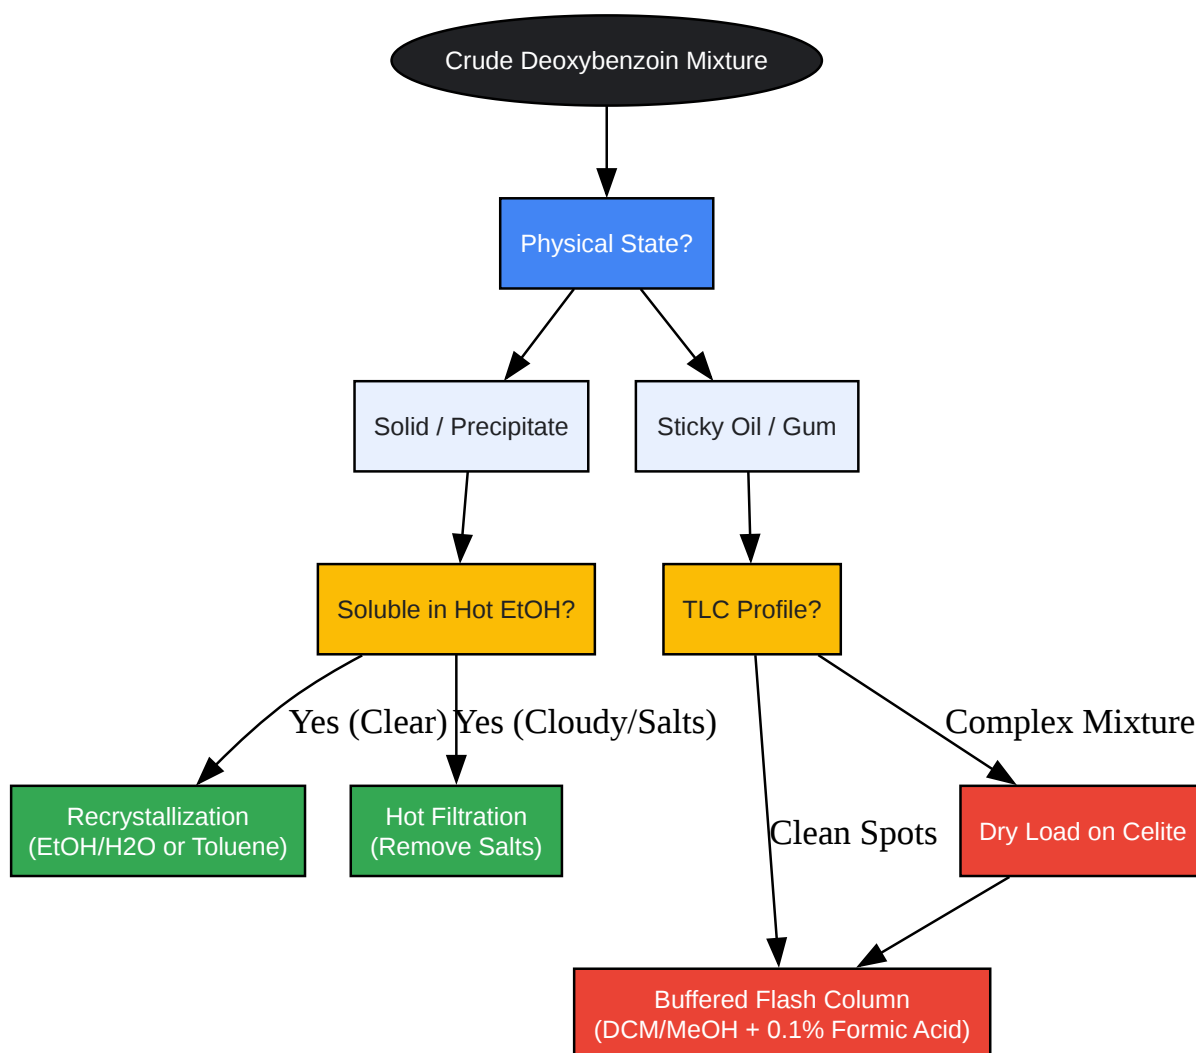 Crude Deoxybenzoin Mixture
Physical State?
Solid / Precipitate
Sticky Oil / Gum
Soluble in Hot EtOH?
TLC Profile?
Yes (Clear)
Yes (Cloudy/Salts)
Complex Mixture
Recrystallization
(EtOH/H2O or Toluene)
Hot Filtration
(Remove Salts)
Clean Spots
Dry Load on Celite
Buffered Flash Column
(DCM/MeOH + 0.1% Formic Acid)